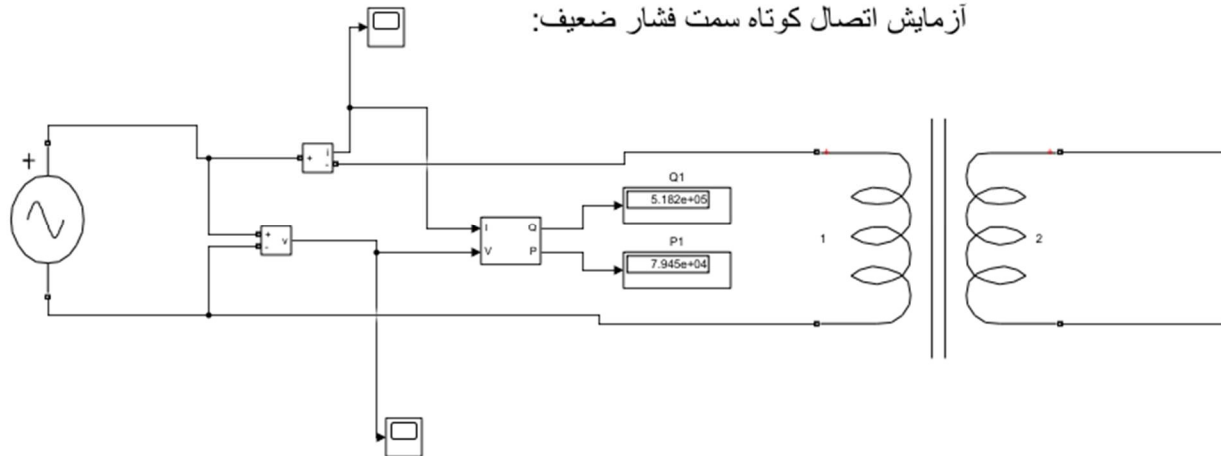 آزمایش اتصال کوتاه سمت فشار ضعیف:
+
+
i
-
+
-
v
I
V
Q
P
Q1
5.182e+05
P1
7.945e+04
+
1
+
2